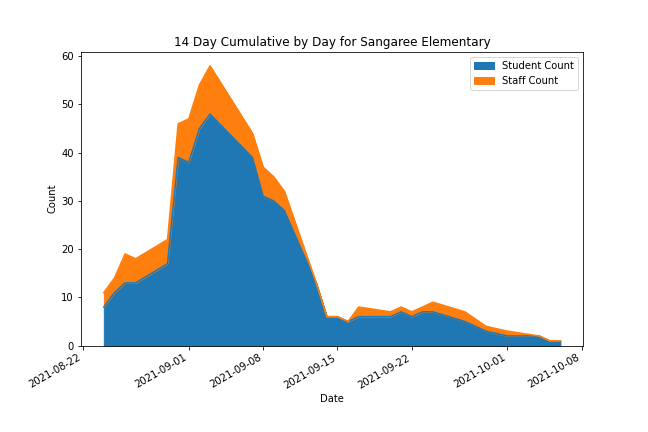 14 Day Cumulative by Day for Sangaree Elementary
Student Count
Staff Count
60
50
40
30
20
10
0
Count
2021-08-22
2021-09-01
2021-09-08
2021-09-15
2021-09-22
2021-10-01
2021-10-08
Date